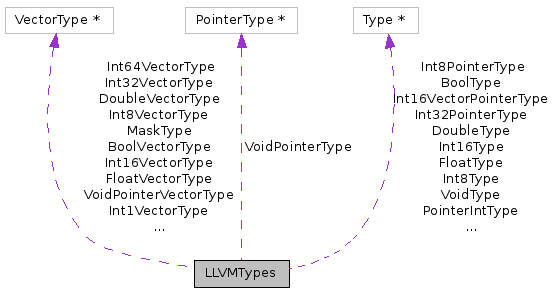 VectorType *
PointerType *
Type *
Int64VectorType
Int32VectorType
DoubleVectorType
Int8VectorType
MaskType
BoolVectorType
Int16VectorType
FloatVectorType
VoidPointerVectorType
Int1VectorType
...
VoidPointerType
Int8PointerType
BoolType
Int16VectorPointerType
Int32PointerType
DoubleType
Int16Type
FloatType
Int8Type
VoidType
PointerIntType
...
LLVMTypes